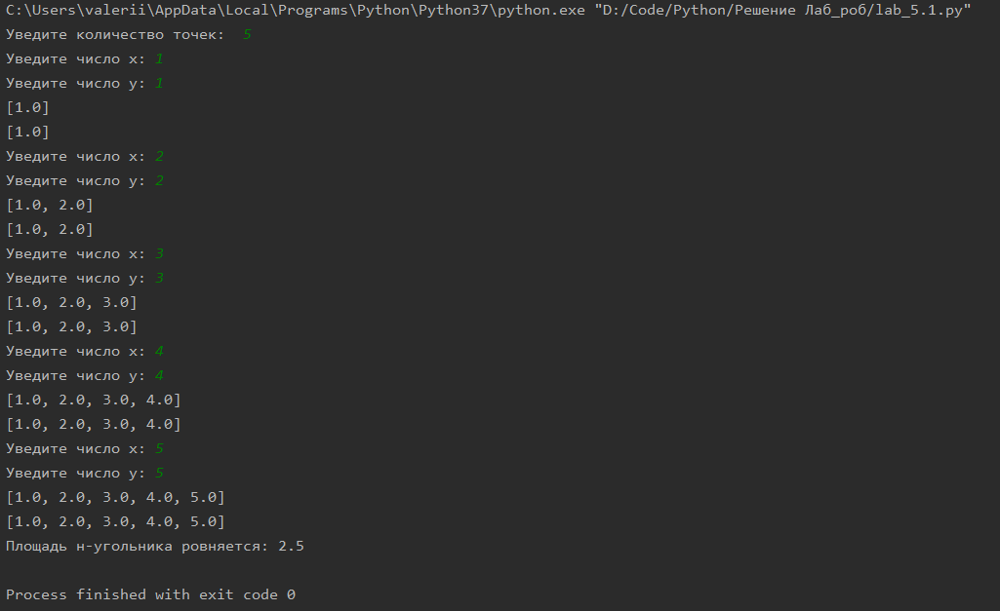 C:\Users\valerii\AppData\Local\Programs\Python\Python37\python.exe "D:/Code/Python/Решение Лаб_роб/lab_5.1.py"
Уведите количество точек:  5
Уведите число x: 1
Уведите число y: 1
[1.0]
[1.0]
Уведите число x: 2
Уведите число y: 2
[1.0, 2.0]
[1.0, 2.0]
Уведите число x: 3
Уведите число y: 3
[1.0, 2.0, 3.0]
[1.0, 2.0, 3.0]
Уведите число x: 4
Уведите число y: 4
[1.0, 2.0, 3.0, 4.0]
[1.0, 2.0, 3.0, 4.0]
Уведите число x: 5
Уведите число y: 5
[1.0, 2.0, 3.0, 4.0, 5.0]
[1.0, 2.0, 3.0, 4.0, 5.0]
Площадь н-угольника ровняется: 2.5
Process finished with exit code 0